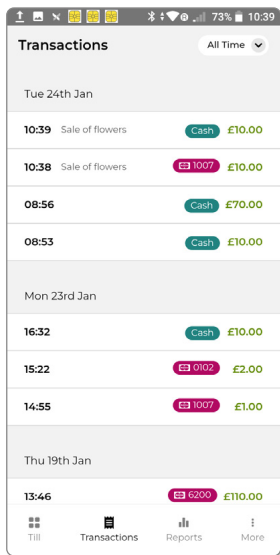 73% 10:39
Transactions All Time
Tue 24th Jan
10:39 Sale of flowers Cash £10.00
10:38 Sale of flowers 1007 £10.00
08:56 Cash £70.00
08:53 Cash £10.00
Mon 23rd Jan
16:32 Cash £10.00
15:22 0102 £2.00
14:55 1007 £1.00
Thu 19th Jan
13:46 6200 £110.00
Till Transactions Reports More